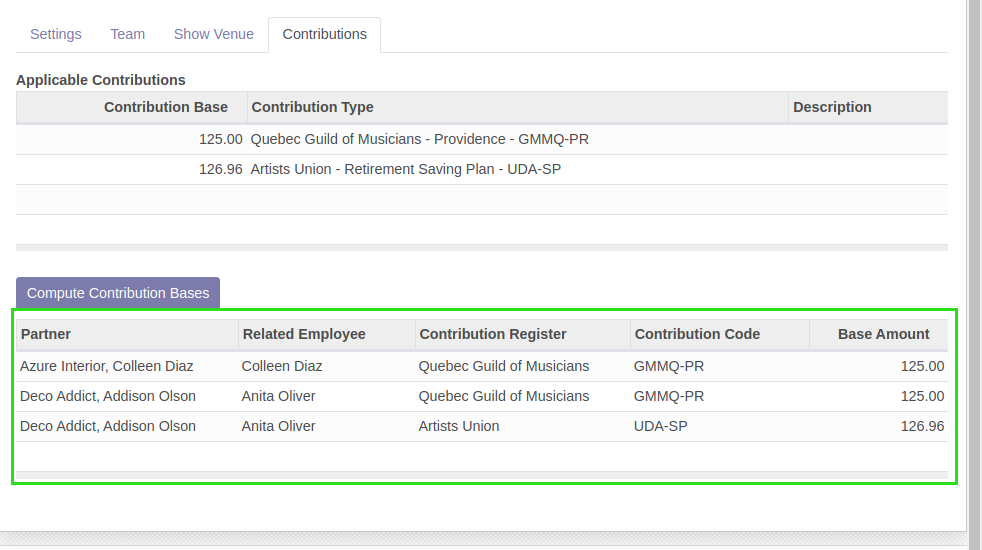 Settings Team Show Venue Contributions
Applicable Contributions
Contribution Base Contribution Type Description
125.00 Quebec Guild of Musicians - Providence - GMMQ-PR
126.96 Artists Union - Retirement Saving Plan - UDA-SP
Compute Contribution Bases
Partner Related Employee Contribution Register Contribution Code Base Amount
Azure Interior, Colleen Diaz Colleen Diaz Quebec Guild of Musicians GMMQ-PR 125.00
Deco Addict, Addison Olson Anita Oliver Quebec Guild of Musicians GMMQ-PR 125.00
Deco Addict, Addison Olson Anita Oliver Artists Union UDA-SP 126.96